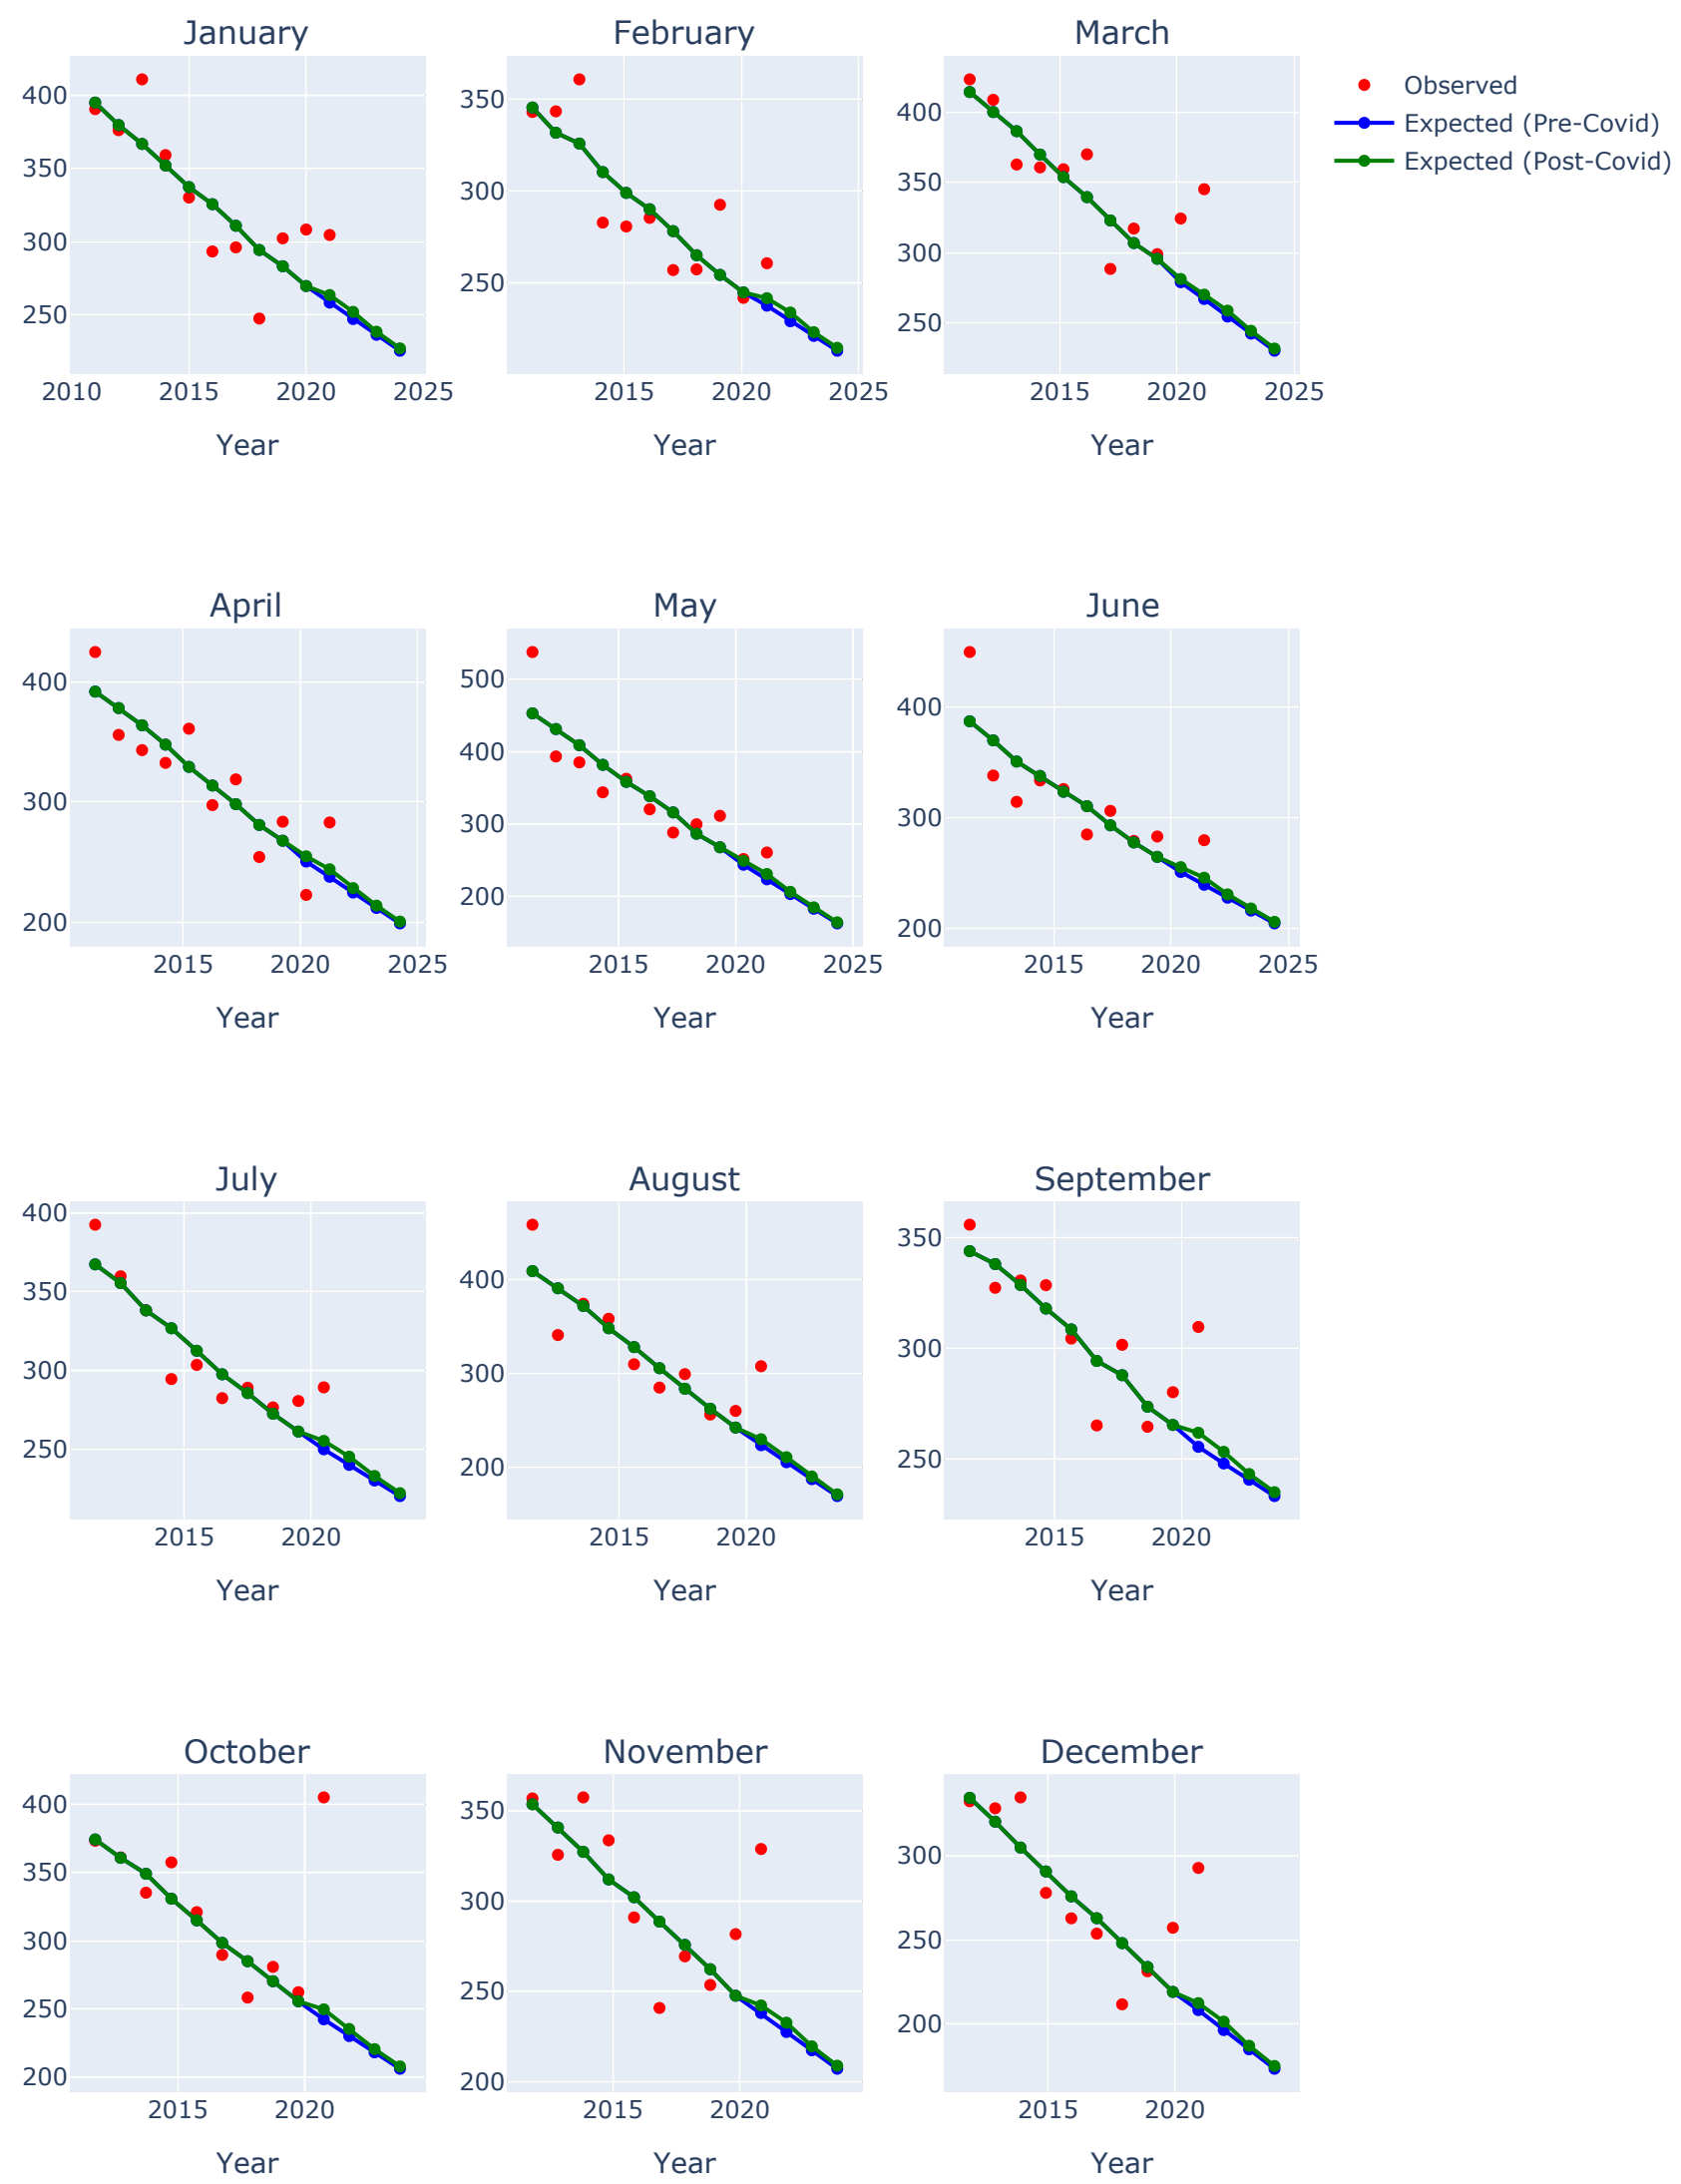 January February March
Observed
Expected (Pre-Covid)
Expected (Post-Covid)
400 350 400
350 300 350
300 250 300
250 250
2010 2015 2020 2025 2015 2020 2025 2015 2020 2025
Year Year Year
April May June
400 500 400
300 400 300
200 300 200
200
2015 2020 2025 2015 2020 2025 2015 2020 2025
Year Year Year
July August September
400 400 350
350 300 300
300 200 250
250
2015 2020 2015 2020 2015 2020
Year Year Year
October November December
400 350 300
350 300 250
300 250 200
250 200
200
2015 2020 2015 2020 2015 2020
Year Year Year